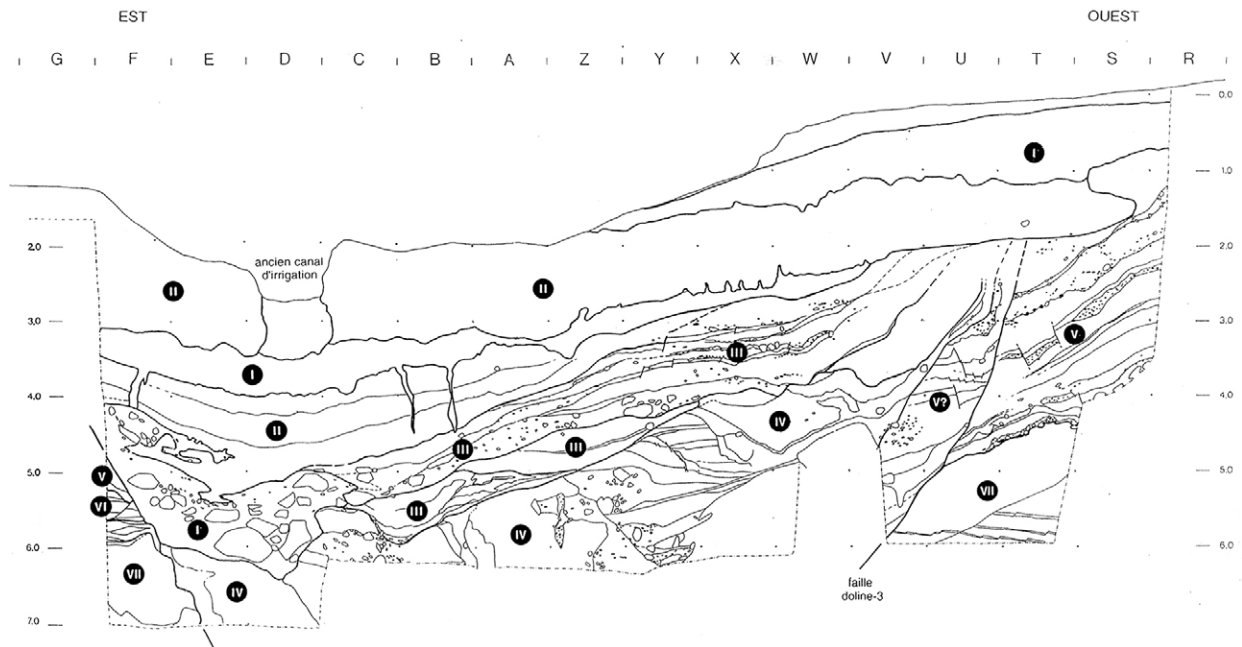 EST
OUEST
G F E D C B A Z Y X W V U T S R
0.0
I
1.0
2.0
2.0
ancien canal
d'irrigation
II
II
3.0
3.0
V
III
I
4.0
4.0
V?
IV
II
III
III
5.0
5.0
V
VII
VI
III
I
IV
6.0
6.0
VII
IV
faille
doline-3
7.0